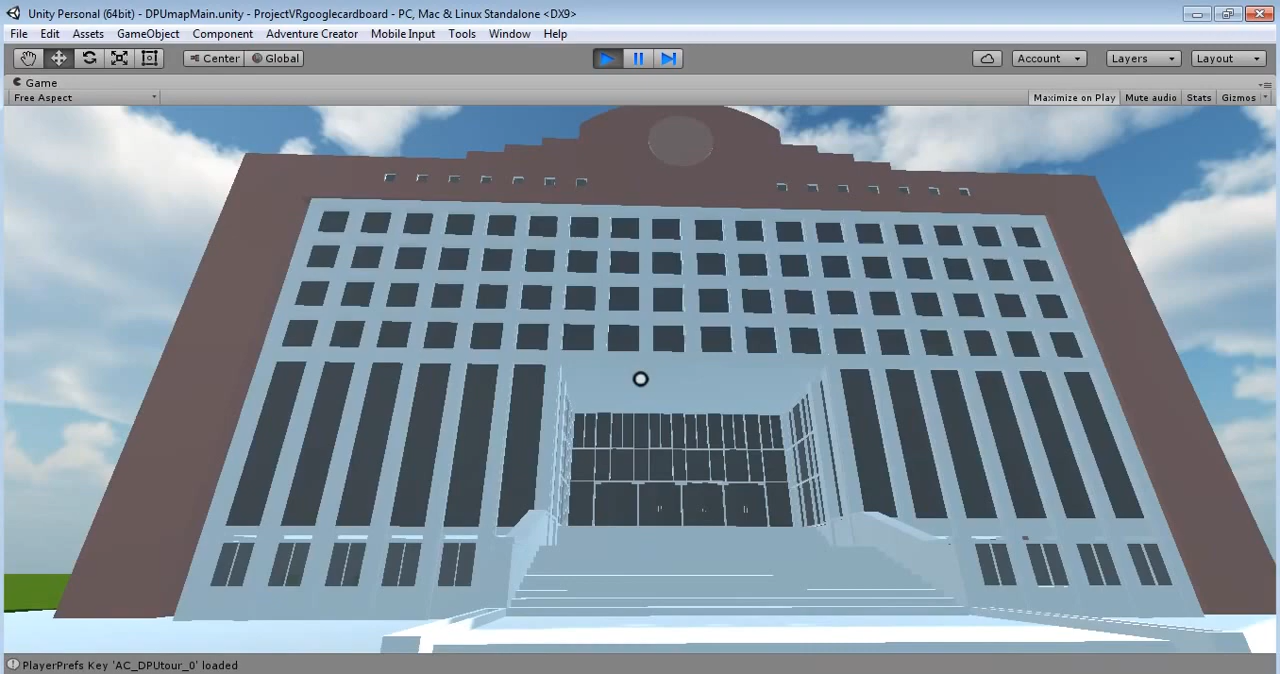 Unity Personal (64bit) - DPUmapMain.unity - ProjectVRgooglecardboard - PC, Mac & Linux Standalone <DX9>
File Edit Assets GameObject Component Adventure Creator Mobile Input Tools Window Help
Center Global Account Layers Layout
Game
Free Aspect Maximize on Play Mute audio Stats Gizmos
PlayerPrefs Key 'AC_DPUtour_0' loaded